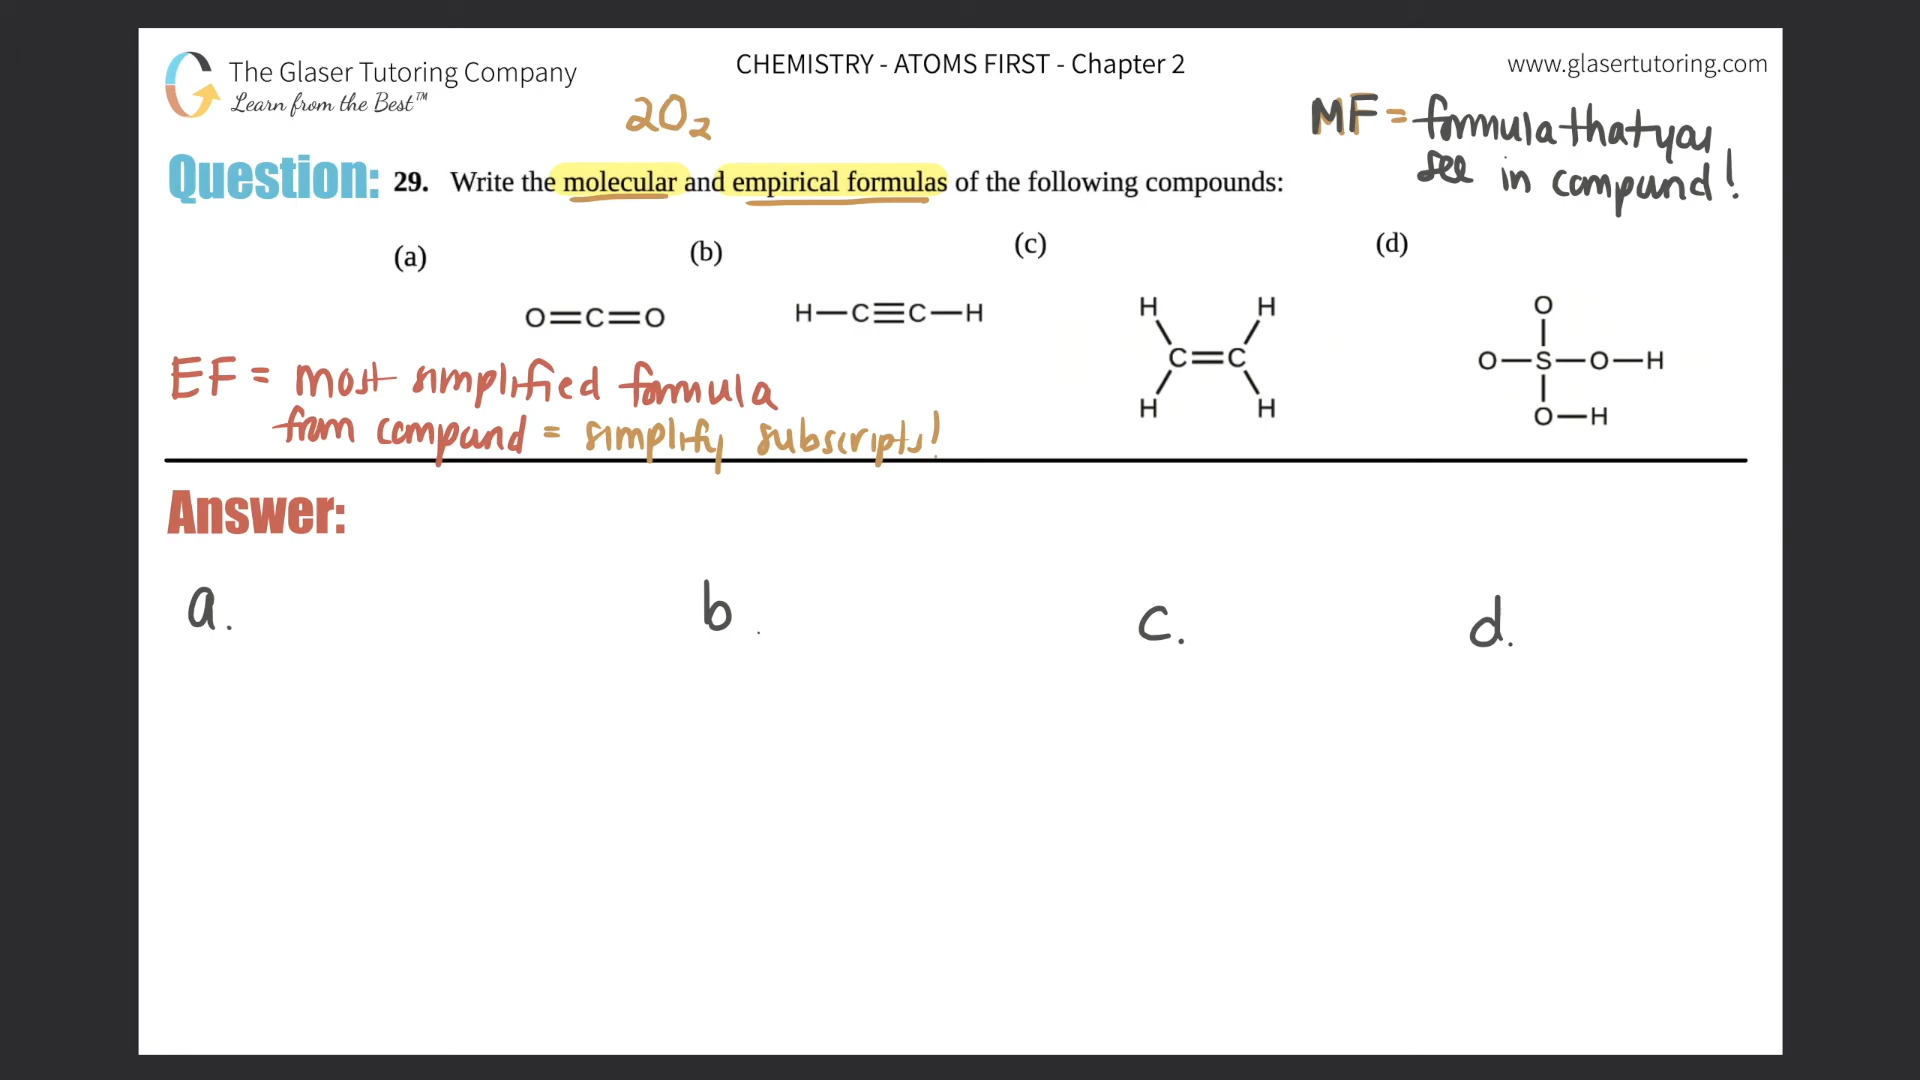 The Glaser Tutoring Company
Learn from the Best™
CHEMISTRY - ATOMS FIRST - Chapter 2
www.glasertutoring.com
2O₂
MF = formula that you
see in compound!
Question: 29. Write the molecular and empirical formulas of the following compounds:
(a) (b) (c) (d)
O=C=O
H—C≡C—H
H H
C=C
H H
O
O—S—O—H
O—H
EF = most simplified formula
from compound = simplify subscripts!
Answer:
a. b. c. d.